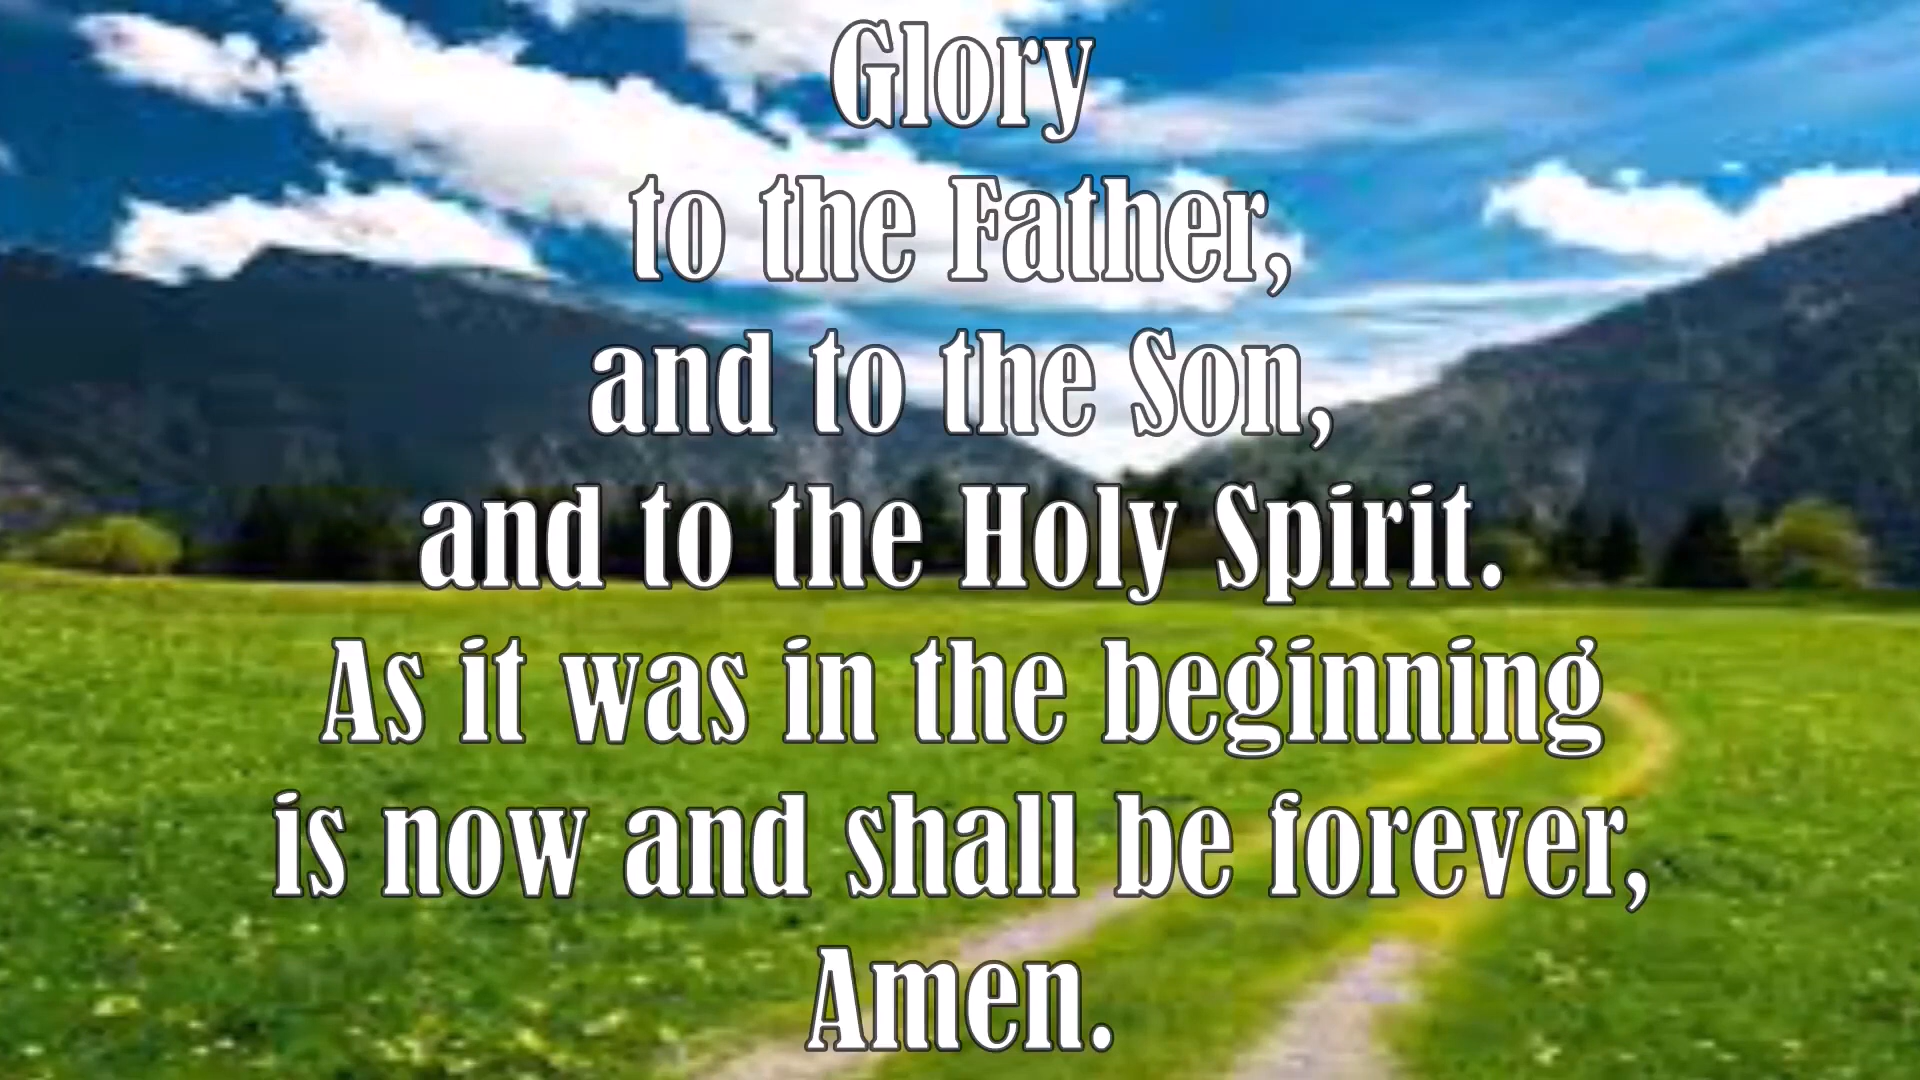 Glory
to the Father,
and to the Son,
and to the Holy Spirit.
As it was in the beginning
is now and shall be forever,
Amen.